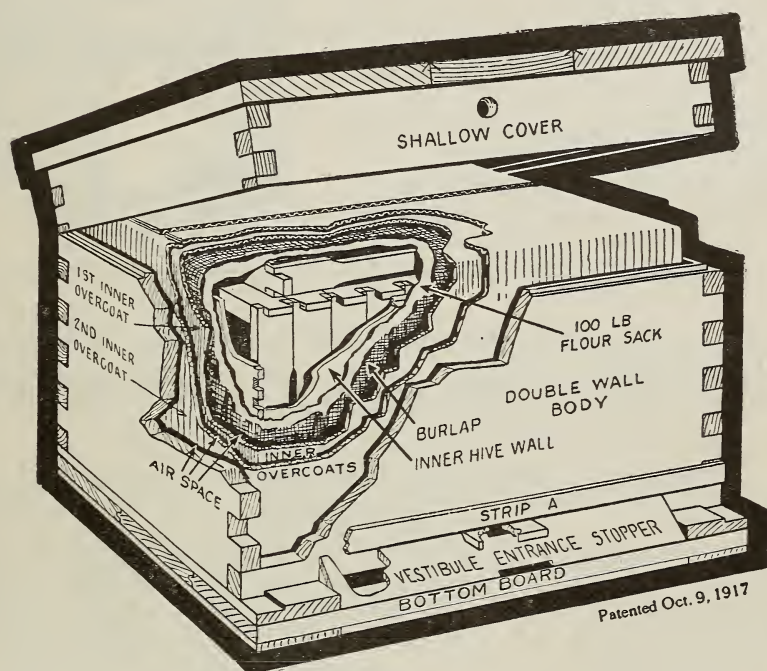 SHALLOW COVER
1ST INNER
OVERCOAT
2ND INNER
OVERCOAT
100 LB
FLOUR SACK
DOUBLE WALL
BODY
BURLAP
INNER HIVE WALL
INNER
OVERCOATS
AIR SPACE
STRIP A
VESTIBULE ENTRANCE STOPPER
BOTTOM BOARD
Patented Oct. 9, 1917